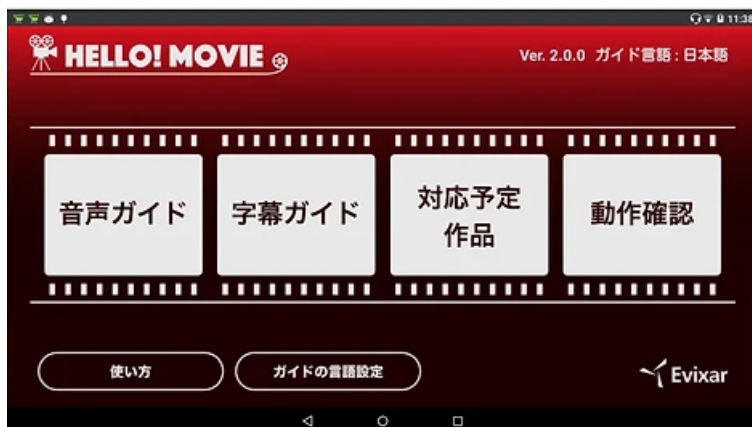 11:38
HELLO! MOVIE
Ver. 2.0.0 ガイド言語 : 日本語
音声ガイド
字幕ガイド
対応予定
作品
動作確認
使い方
ガイドの言語設定
Evixar